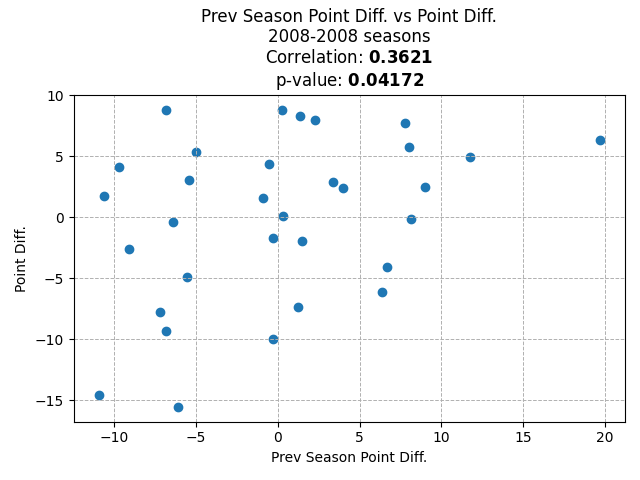 Prev Season Point Diff. vs Point Diff.
2008-2008 seasons
Correlation: 0.3621
p-value: 0.04172
10
5
0
−5
−10
−15
Point Diff.
−10 −5 0 5 10 15 20
Prev Season Point Diff.